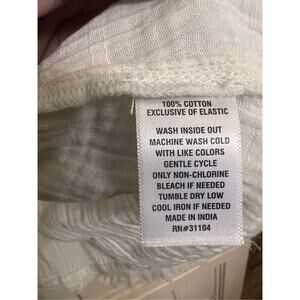 100% COTTON
EXCLUSIVE OF ELASTIC
WASH INSIDE OUT
MACHINE WASH COLD
WITH LIKE COLORS
GENTLE CYCLE
ONLY NON-CHLORINE
BLEACH IF NEEDED
TUMBLE DRY LOW
COOL IRON IF NEEDED
MADE IN INDIA
RN#31104